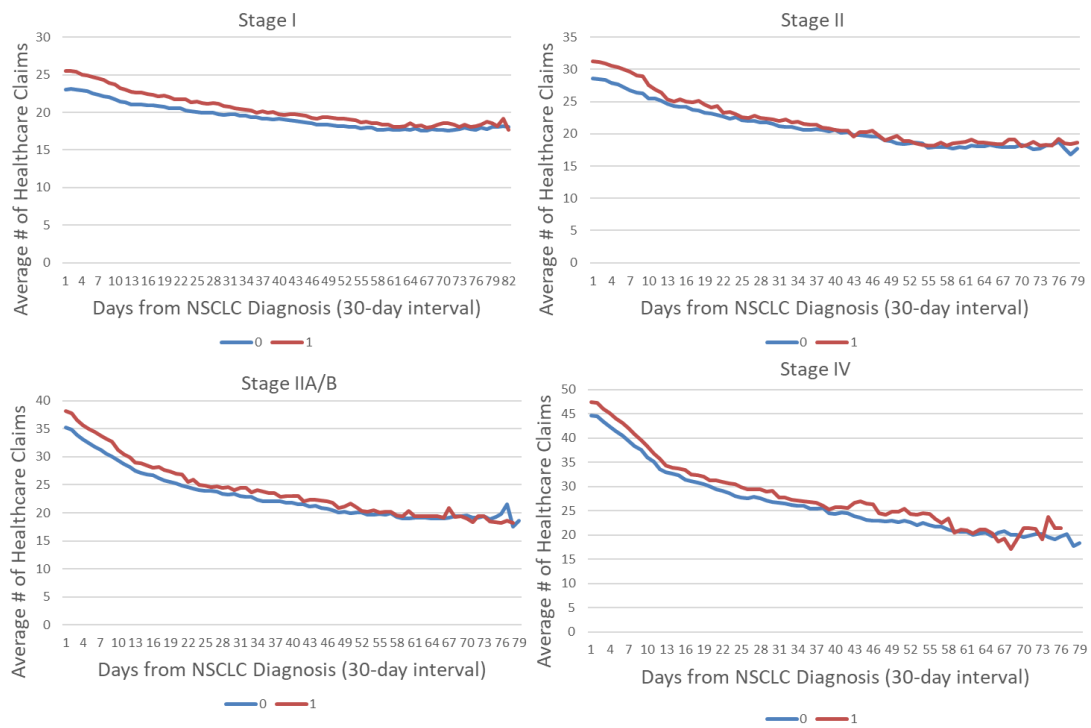 Stage I
Average # of Healthcare Claims
30
25
20
15
10
5
0
1 4 7 10 13 16 19 22 25 28 31 34 37 40 43 46 49 52 55 58 61 64 67 70 73 76 79 82
Days from NSCLC Diagnosis (30-day interval)
0 1
Stage II
Average # of Healthcare Claims
35
30
25
20
15
10
5
0
1 4 7 10 13 16 19 22 25 28 31 34 37 40 43 46 49 52 55 58 61 64 67 70 73 76 79
Days from NSCLC Diagnosis (30-day interval)
0 1
Stage IIA/B
Average # of Healthcare Claims
40
35
30
25
20
15
10
5
0
1 4 7 10 13 16 19 22 25 28 31 34 37 40 43 46 49 52 55 58 61 64 67 70 73 76 79
Days from NSCLC Diagnosis (30-day interval)
0 1
Stage IV
Average # of Healthcare Claims
50
45
40
35
30
25
20
15
10
5
0
1 4 7 10 13 16 19 22 25 28 31 34 37 40 43 46 49 52 55 58 61 64 67 70 73 76 79
Days from NSCLC Diagnosis (30-day interval)
0 1